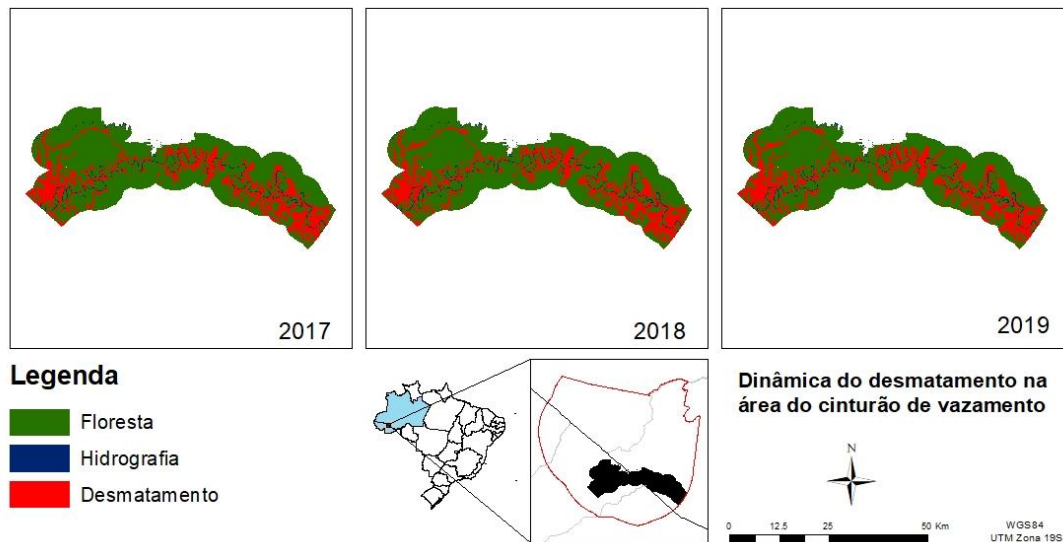 2017
2018
2019
Legenda
Floresta
Hidrografia
Desmatamento
Dinâmica do desmatamento na
área do cinturão de vazamento
N
0 12.5 25 50 Km
WGS84
UTM Zona 19S